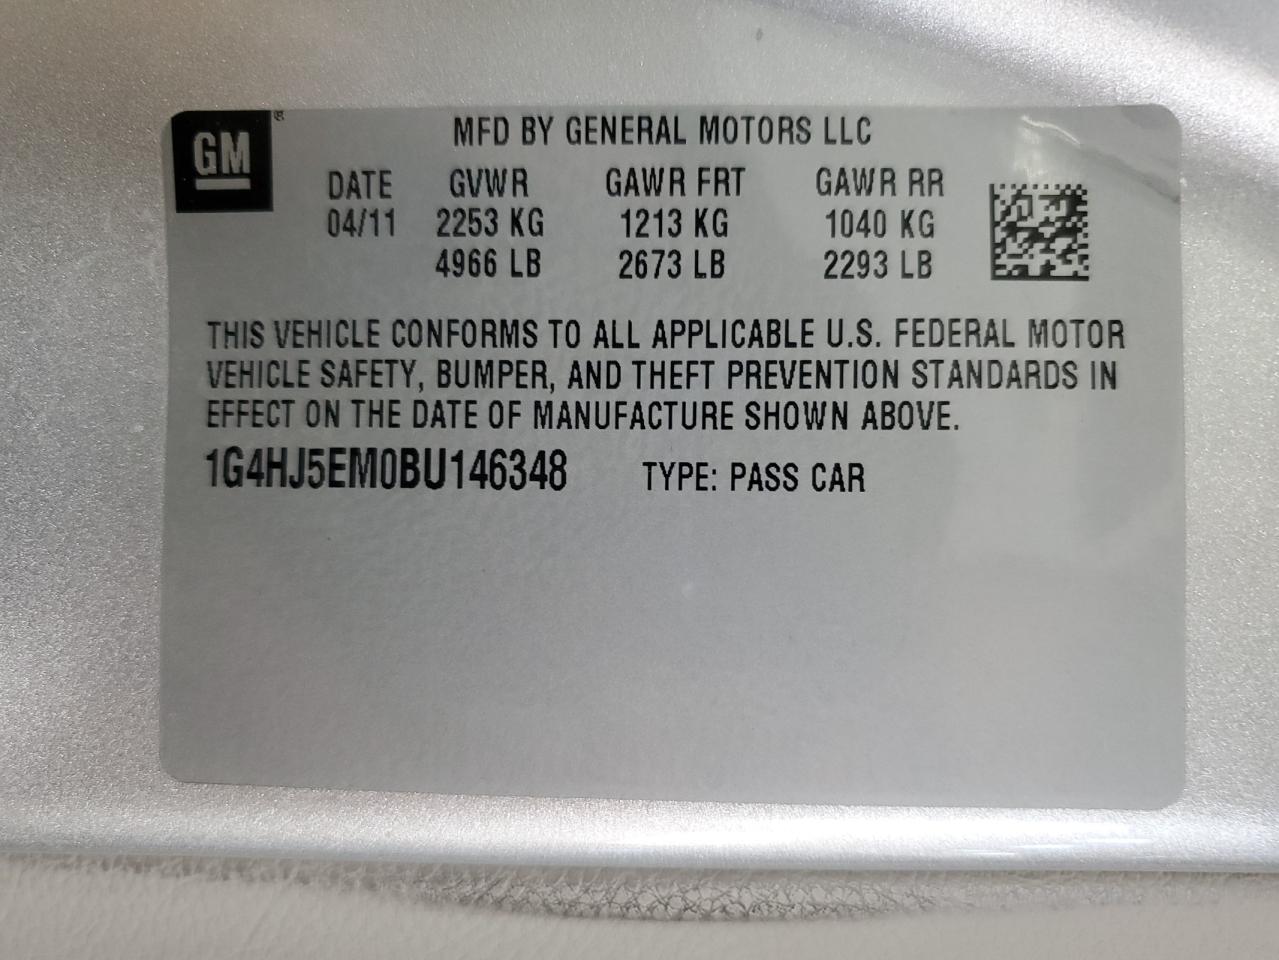 GM
MFD BY GENERAL MOTORS LLC
DATE GVWR GAWR FRT GAWR RR
04/11 2253 KG 1213 KG 1040 KG
4966 LB 2673 LB 2293 LB
THIS VEHICLE CONFORMS TO ALL APPLICABLE U.S. FEDERAL MOTOR
VEHICLE SAFETY, BUMPER, AND THEFT PREVENTION STANDARDS IN
EFFECT ON THE DATE OF MANUFACTURE SHOWN ABOVE.
1G4HJ5EM0BU146348 TYPE: PASS CAR